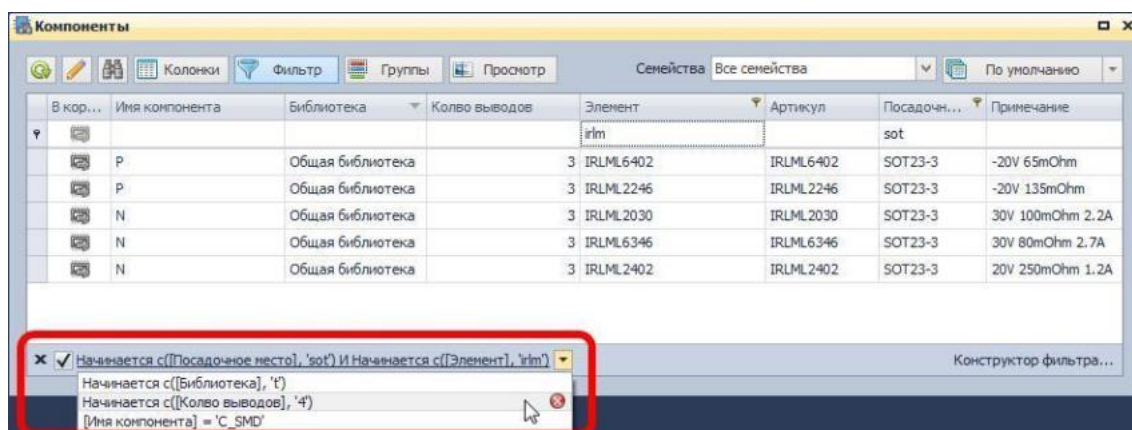 Компоненты
Колонки Фильтр Группы Просмотр Семейства Все семейства По умолчанию
В кор... Имя компонента Библиотека Колво выводов Элемент Артикул Посадочн... Примечание
irlm sot
P Общая библиотека 3 IRLML6402 IRLML6402 SOT23-3 -20V 65mOhm
P Общая библиотека 3 IRLML2246 IRLML2246 SOT23-3 -20V 135mOhm
N Общая библиотека 3 IRLML2030 IRLML2030 SOT23-3 30V 100mOhm 2.2A
N Общая библиотека 3 IRLML6346 IRLML6346 SOT23-3 30V 80mOhm 2.7A
N Общая библиотека 3 IRLML2402 IRLML2402 SOT23-3 20V 250mOhm 1.2A
Начинается с([Посадочное место], 'sot') И Начинается с([Элемент], 'irlm') Конструктор фильтра...
Начинается с([Библиотека], 't')
Начинается с([Колво выводов], '4')
[Имя компонента] = 'C_SMD'